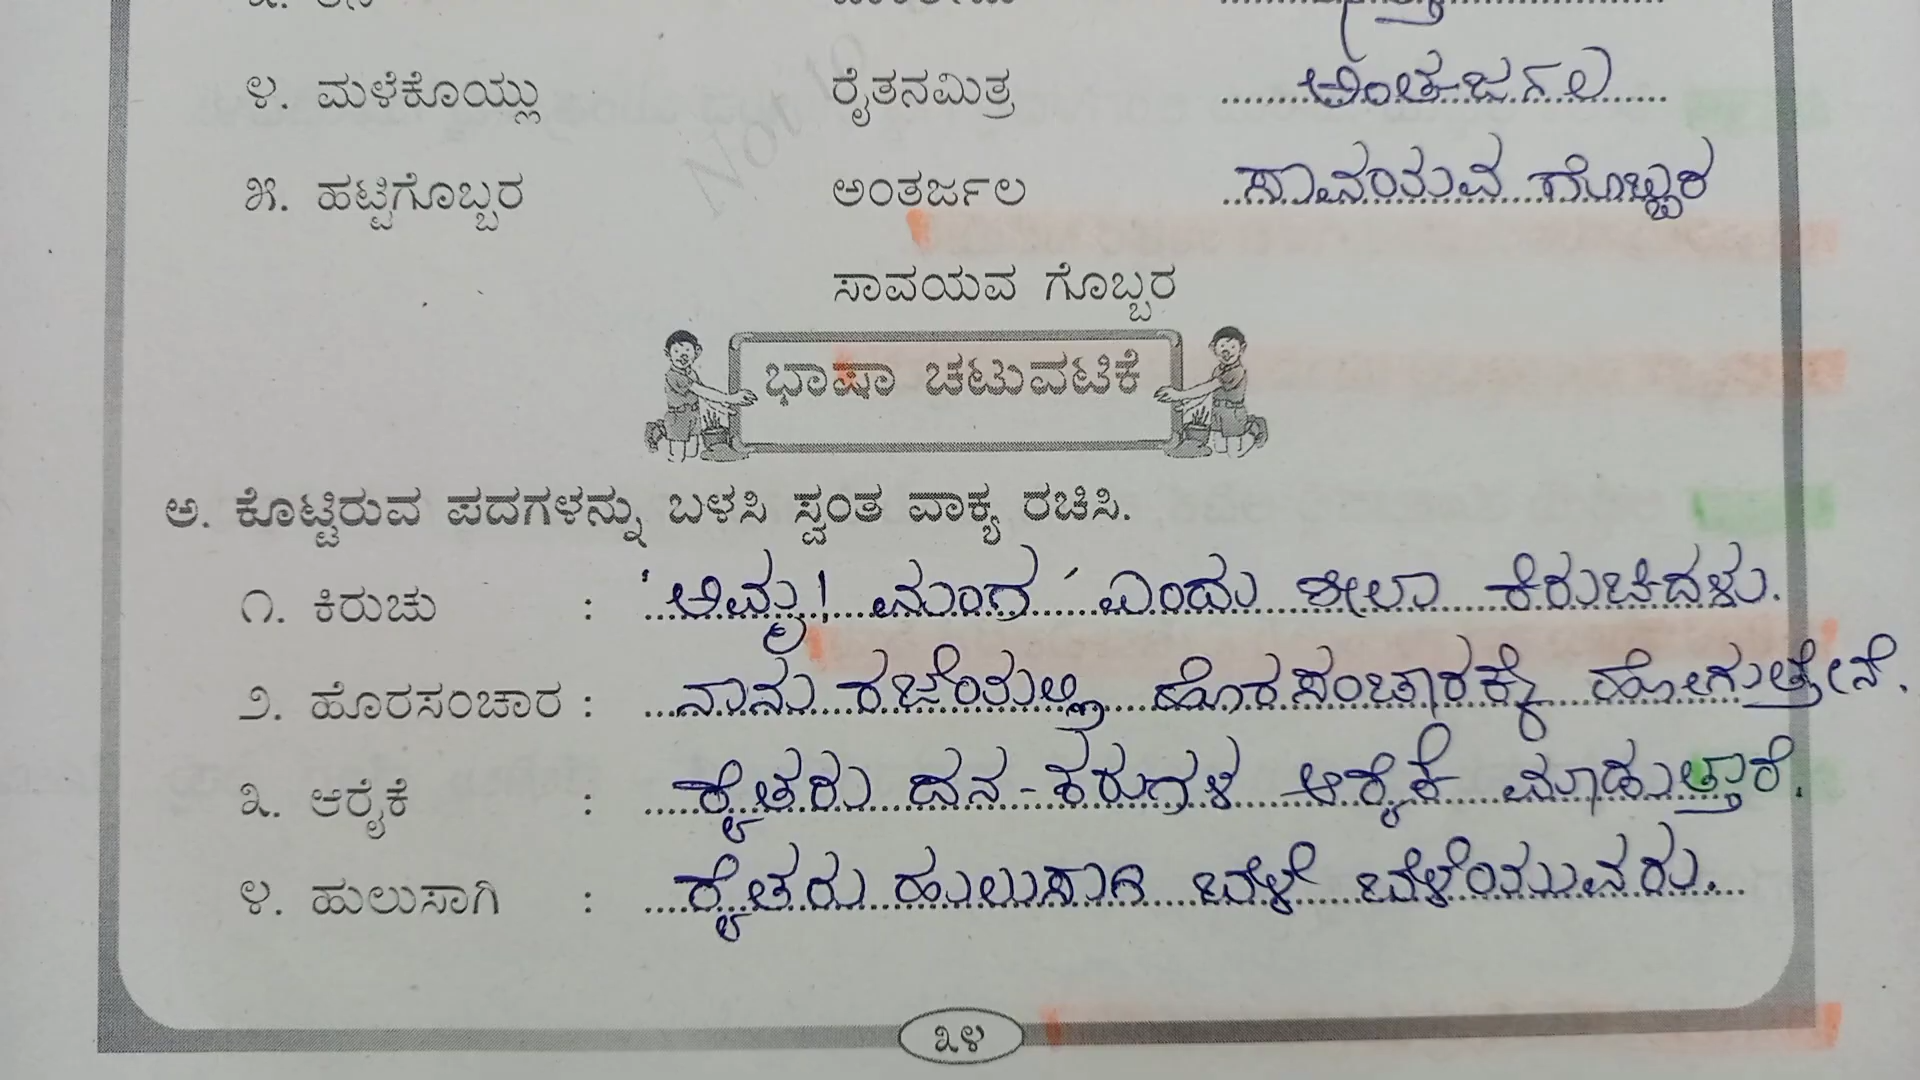 ೪. ಮಳೆಕೊಯ್ಲು ರೈತನಮಿತ್ರ ಅಂತರ್ಜಲ
೫. ಹಟ್ಟಿಗೊಬ್ಬರ ಅಂತರ್ಜಲ ಸಾವಯವ ಗೊಬ್ಬರ
ಸಾವಯವ ಗೊಬ್ಬರ
ಭಾಷಾ ಚಟುವಟಿಕೆ
ಅ. ಕೊಟ್ಟಿರುವ ಪದಗಳನ್ನು ಬಳಸಿ ಸ್ವಂತ ವಾಕ್ಯ ರಚಿಸಿ.
೧. ಕಿರುಚು : 'ಅಮ್ಮ! ಮಂಗ' ಎಂದು ಶೀಲಾ ಕಿರುಚಿದಳು.
೨. ಹೊರಸಂಚಾರ : ನಾನು ರಜೆಯಲ್ಲಿ ಹೊರಸಂಚಾರಕ್ಕೆ ಹೋಗುತ್ತೇನೆ.
೩. ಆರೈಕೆ : ರೈತರು ದನ-ಕರುಗಳ ಆರೈಕೆ ಮಾಡುತ್ತಾರೆ.
೪. ಹುಲುಸಾಗಿ : ರೈತರು ಹುಲುಸಾಗಿ ಬೆಳೆ ಬೆಳೆಯುವರು.
೩೪